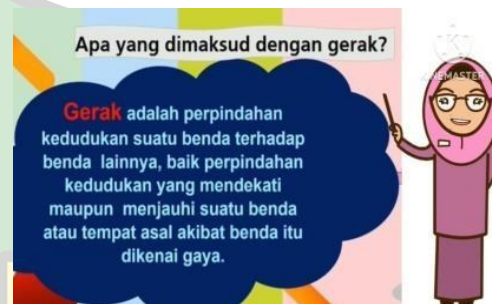 Apa yang dimaksud dengan gerak?
Gerak adalah perpindahan
kedudukan suatu benda terhadap
benda lainnya, baik perpindahan
kedudukan yang mendekati
maupun menjauhi suatu benda
atau tempat asal akibat benda itu
dikenai gaya.